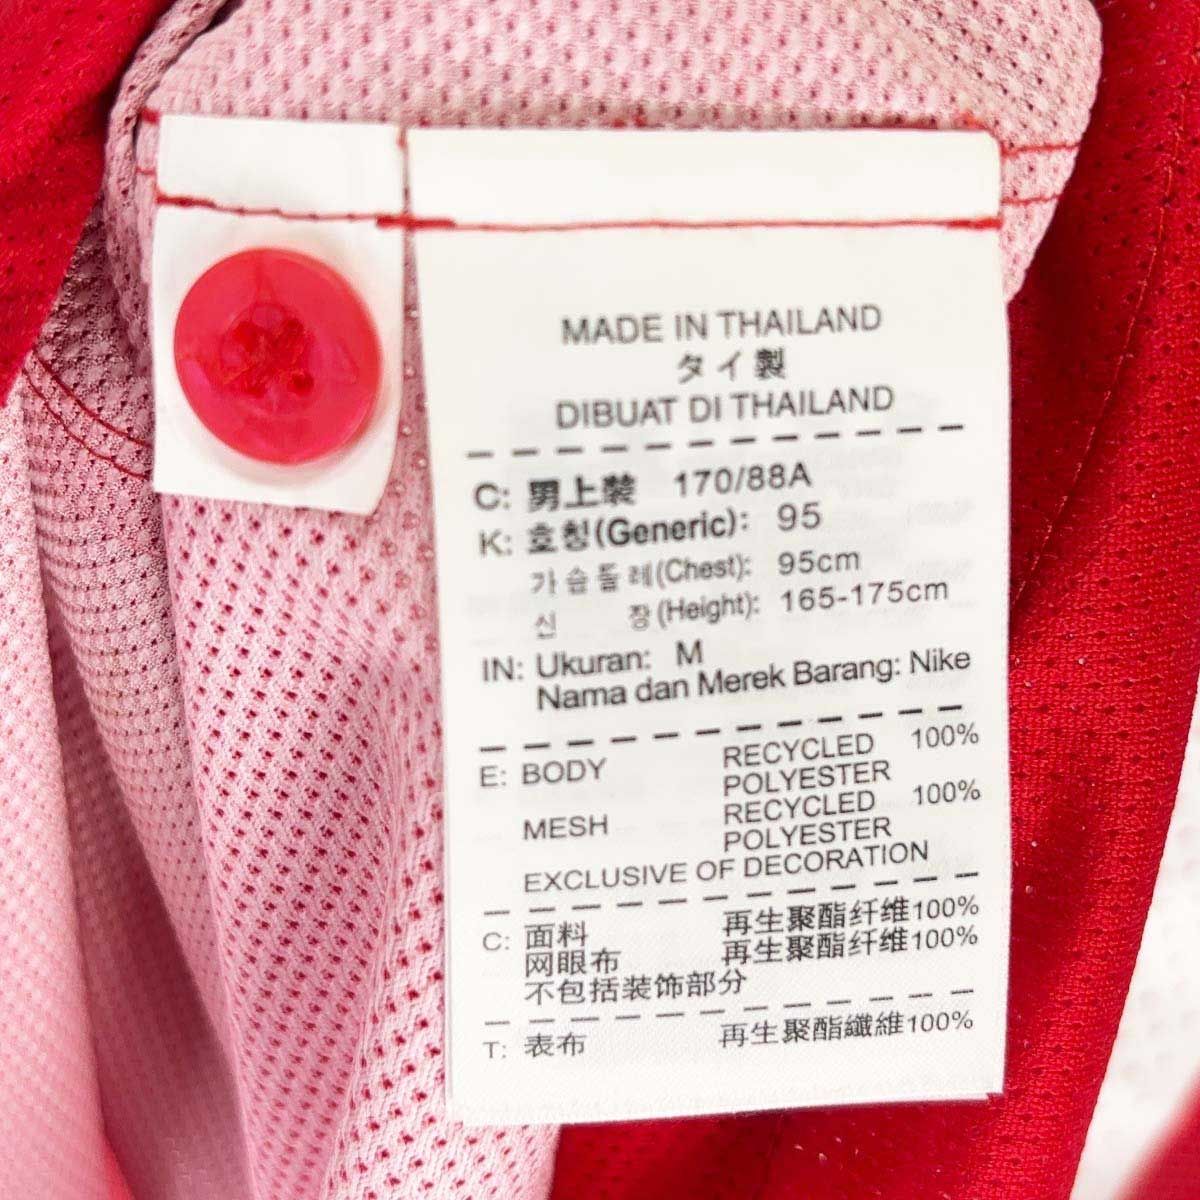 MADE IN THAILAND
タイ製
DIBUAT DI THAILAND
C: 男上裝 170/88A
K: 호칭(Generic): 95
가슴둘레(Chest): 95cm
신 장(Height): 165-175cm
IN: Ukuran: M
Nama dan Merek Barang: Nike
E: BODY RECYCLED 100%
POLYESTER
MESH RECYCLED 100%
POLYESTER
EXCLUSIVE OF DECORATION
C: 面料 再生聚酯纤维100%
网眼布 再生聚酯纤维100%
不包括装饰部分
T: 表布 再生聚酯纖維100%